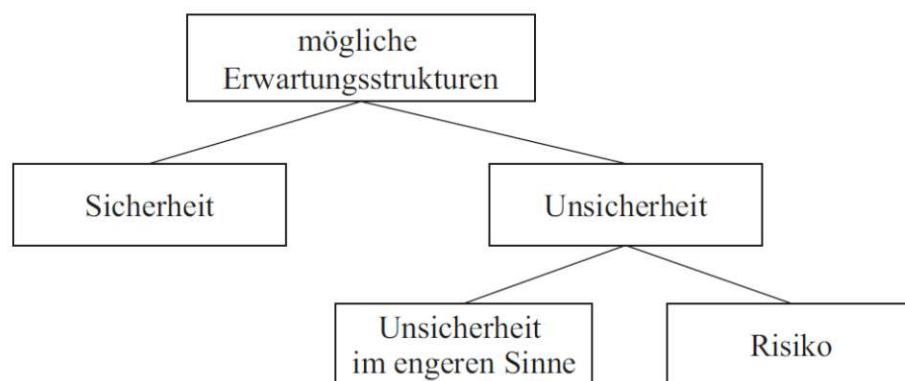 mögliche
Erwartungsstrukturen
Sicherheit
Unsicherheit
Unsicherheit
im engeren Sinne
Risiko